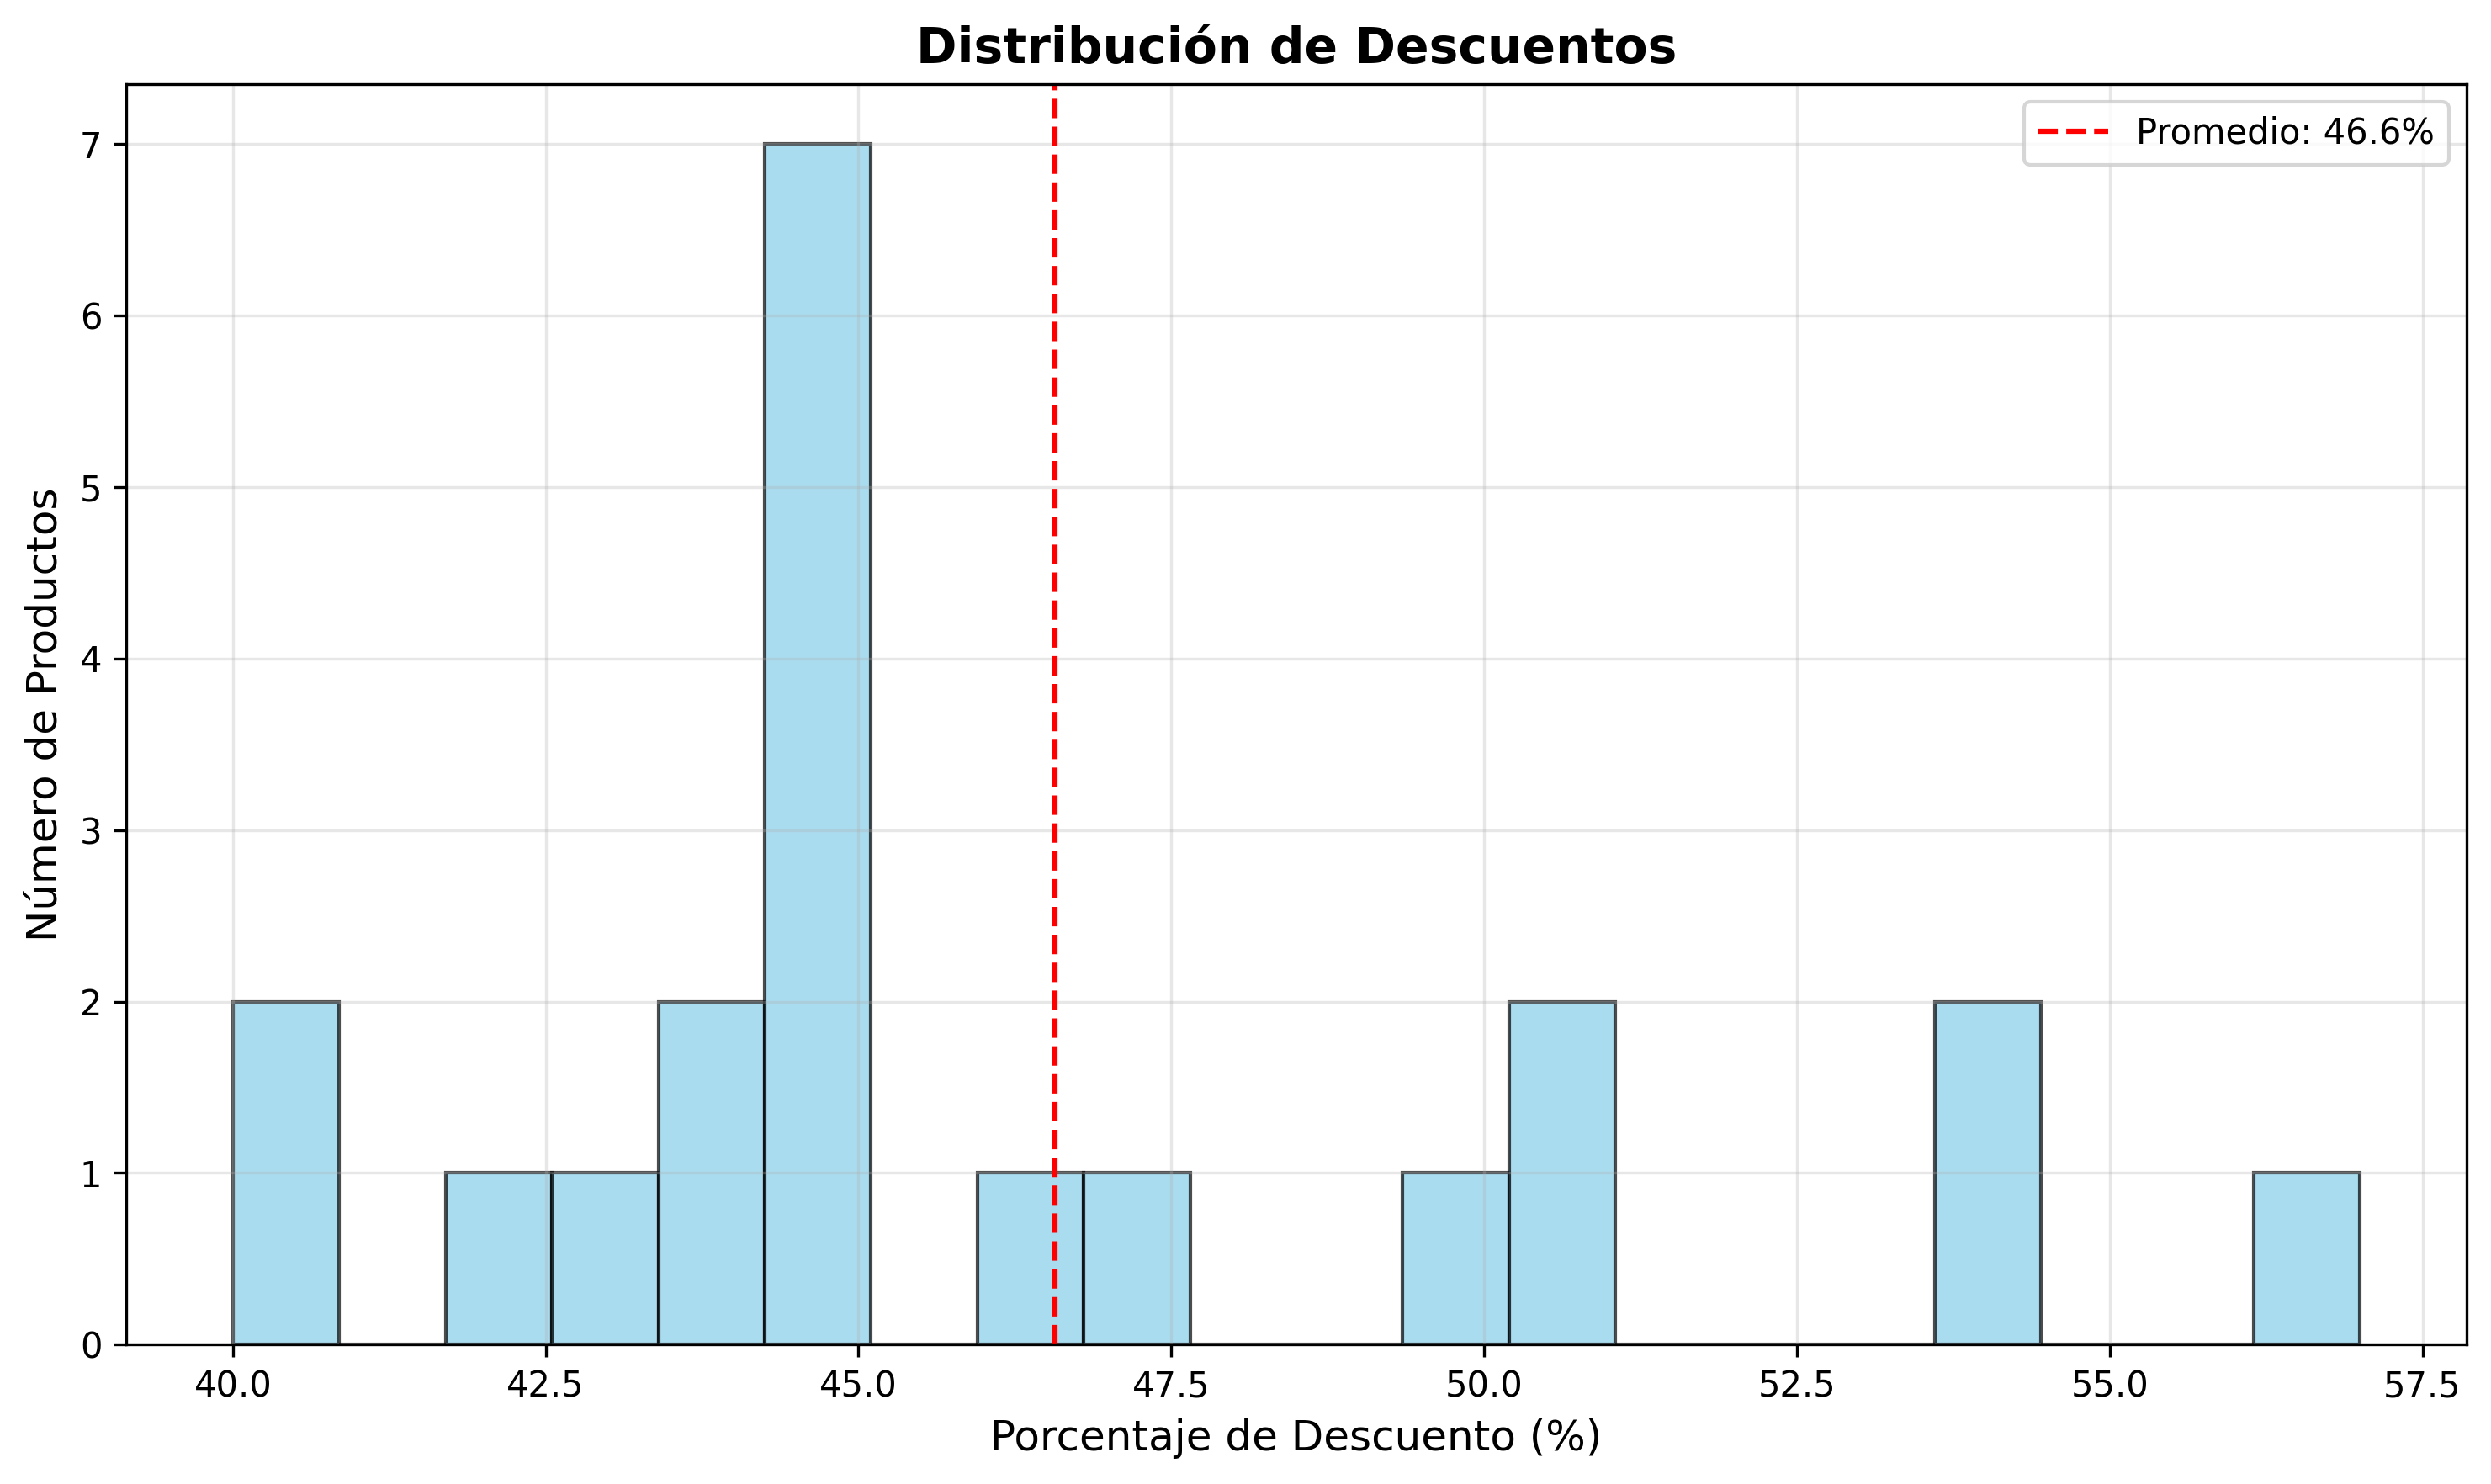 Distribución de Descuentos
Promedio: 46.6%
Número de Productos
7
6
5
4
3
2
1
0
40.0 42.5 45.0 47.5 50.0 52.5 55.0 57.5
Porcentaje de Descuento (%)